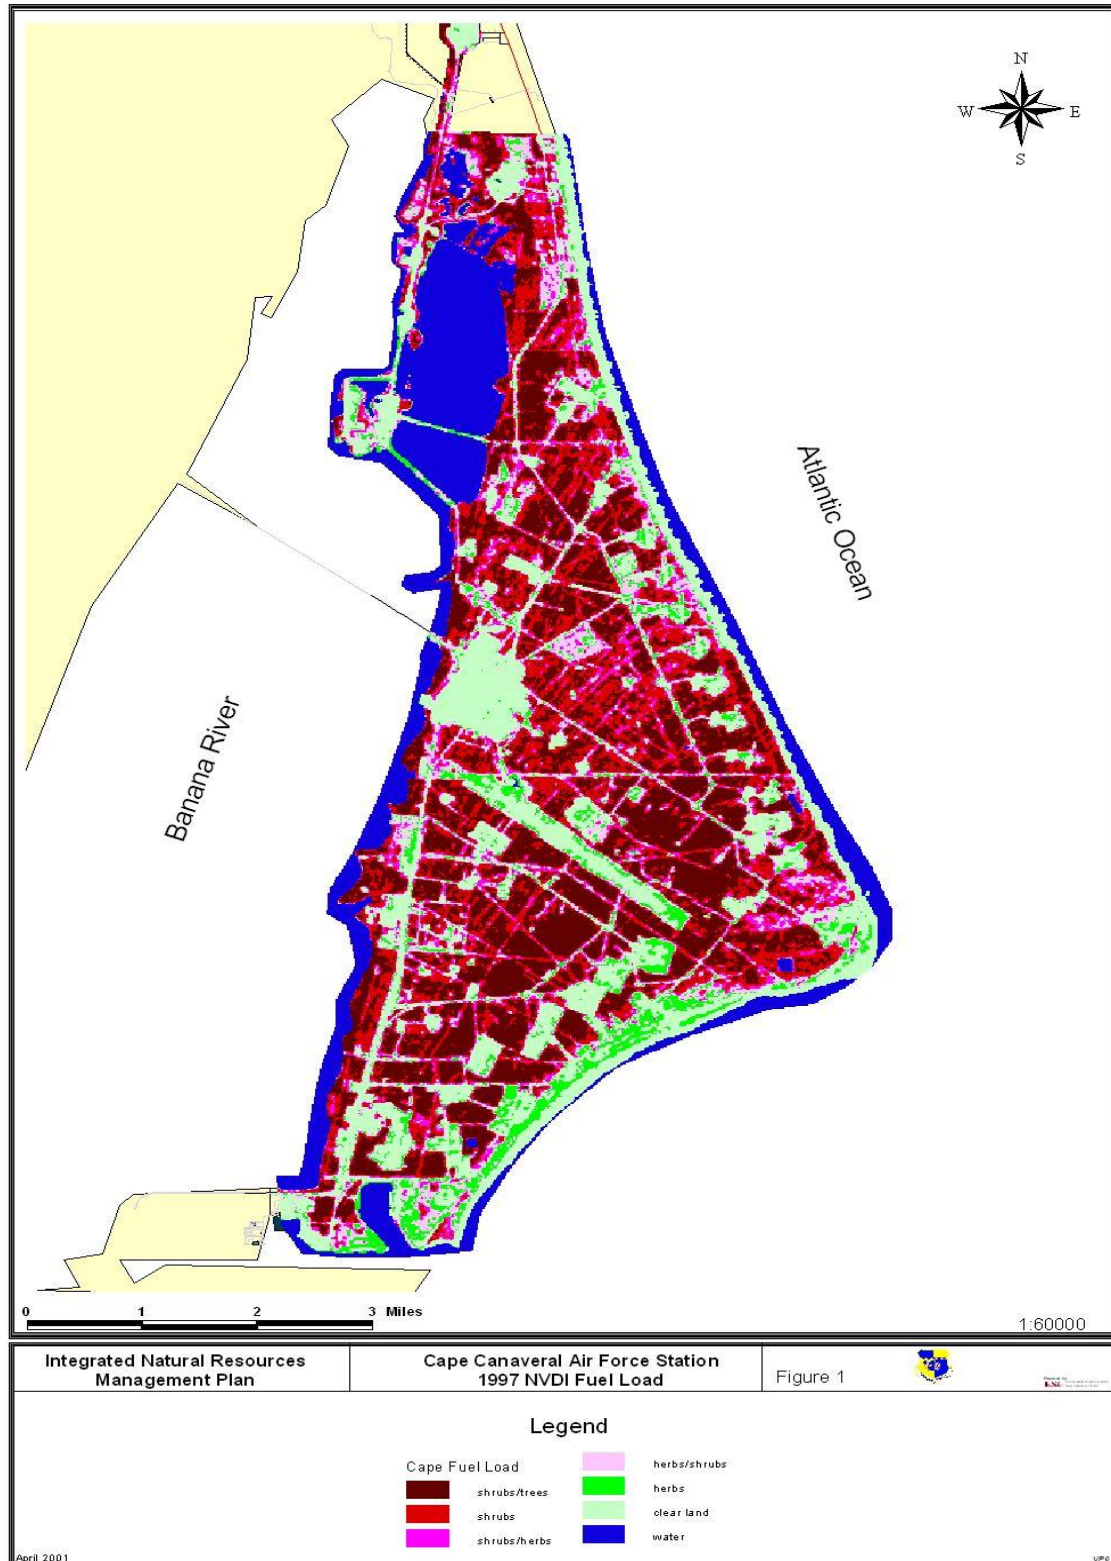 N
W E
S
Atlantic Ocean
Banana River
0 1 2 3 Miles
1:60000
Integrated Natural Resources
Management Plan
Cape Canaveral Air Force Station
1997 NVDI Fuel Load
Figure 1
Legend
Cape Fuel Load
shrubs/trees
shrubs
shrubs/herbs
herbs/shrubs
herbs
clear land
water
April 2001